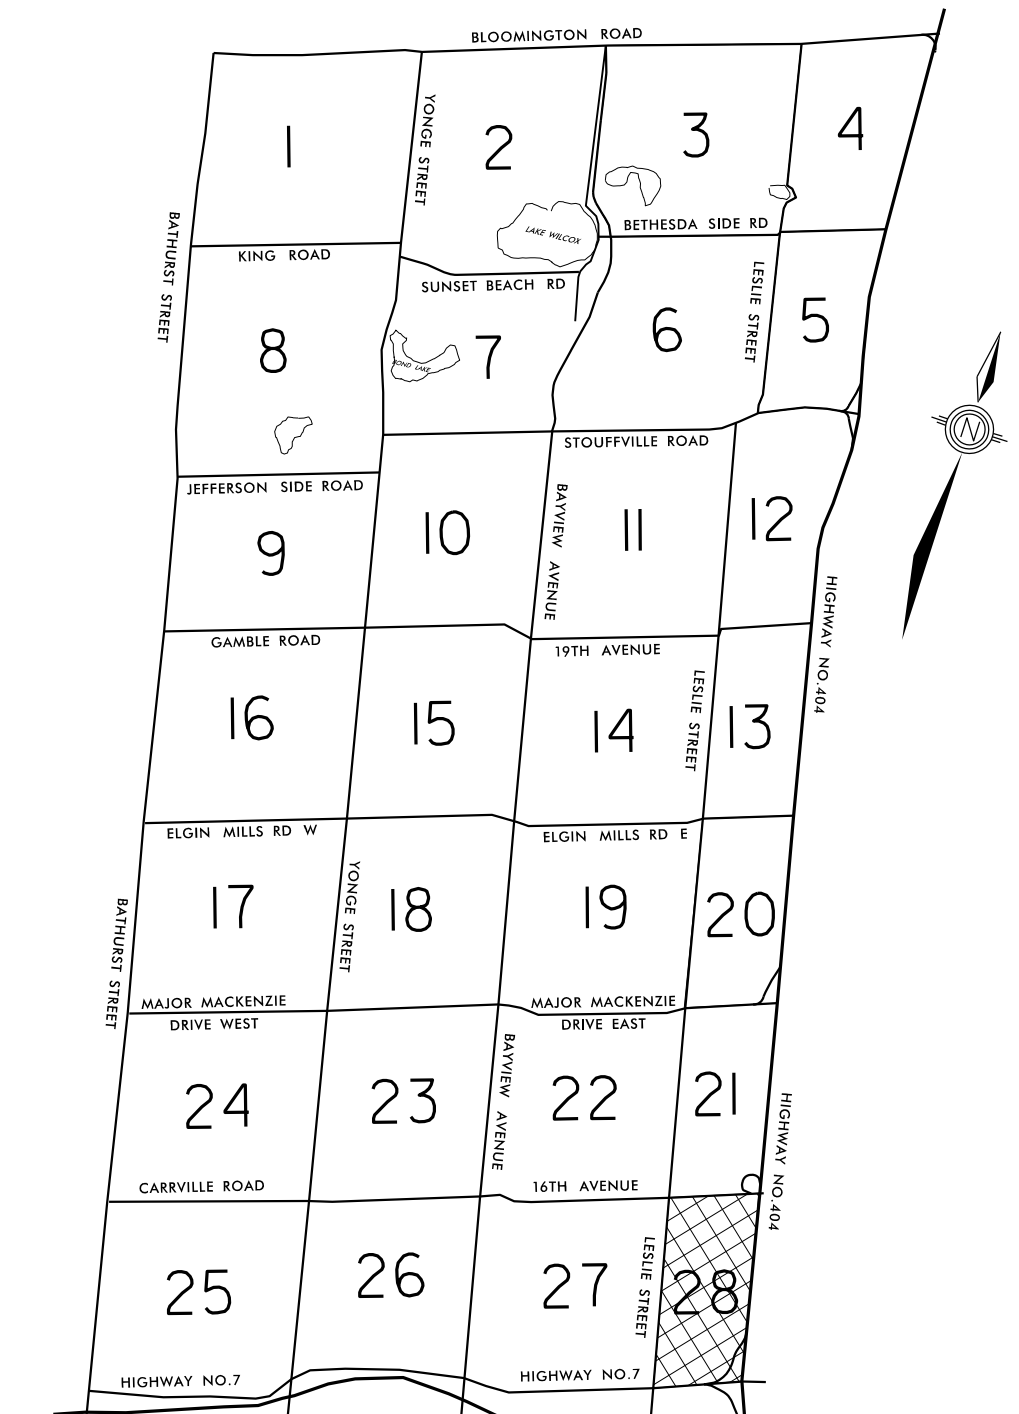 BLOOMINGTON ROAD
YONGE STREET
1
2
3
4
BATHURST STREET
LAKE WILCOX
BETHESDA SIDE RD
KING ROAD
SUNSET BEACH RD
LESLIE STREET
8
BOND LAKE
7
6
5
N
STOUFFVILLE ROAD
JEFFERSON SIDE ROAD
BAYVIEW AVENUE
9
10
11
12
HIGHWAY NO.404
GAMBLE ROAD
19TH AVENUE
LESLIE STREET
16
15
14
13
ELGIN MILLS RD W
ELGIN MILLS RD E
YONGE STREET
BATHURST STREET
17
18
19
20
MAJOR MACKENZIE
DRIVE WEST
MAJOR MACKENZIE
DRIVE EAST
BAYVIEW AVENUE
24
23
22
21
HIGHWAY NO.404
CARRVILLE ROAD
16TH AVENUE
LESLIE STREET
25
26
27
28
HIGHWAY NO.7
HIGHWAY NO.7